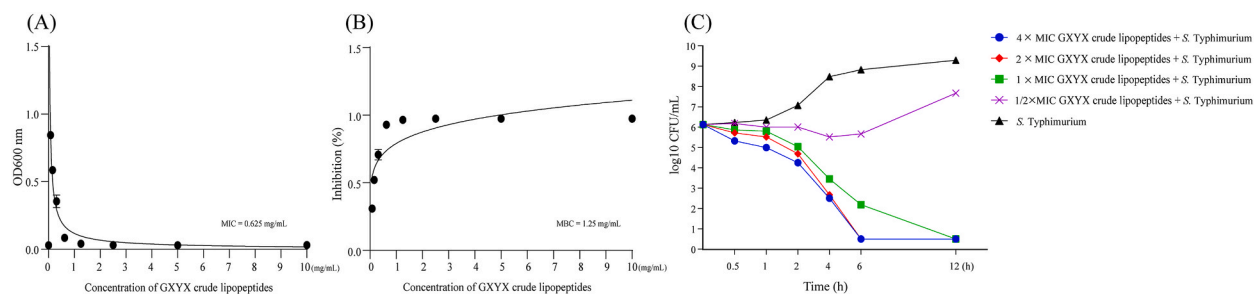 (A)
1.5
1.0
0.5
0.0
OD600 nm
MIC = 0.625 mg/mL
0 1 2 3 4 5 6 7 8 9 10 (mg/mL)
Concentration of GXYX crude lipopeptides
(B)
1.5
1.0
0.5
0.0
Inhibition (%)
MBC = 1.25 mg/mL
0 1 2 3 4 5 6 7 8 9 10 (mg/mL)
Concentration of GXYX crude lipopeptides
(C)
10
9
8
7
6
5
4
3
2
1
0
log10 CFU/mL
0.5 1 2 4 6 12 (h)
Time (h)
4× MIC GXYX crude lipopeptides + S. Typhimurium
2× MIC GXYX crude lipopeptides + S. Typhimurium
1× MIC GXYX crude lipopeptides + S. Typhimurium
1/2×MIC GXYX crude lipopeptides + S. Typhimurium
S. Typhimurium